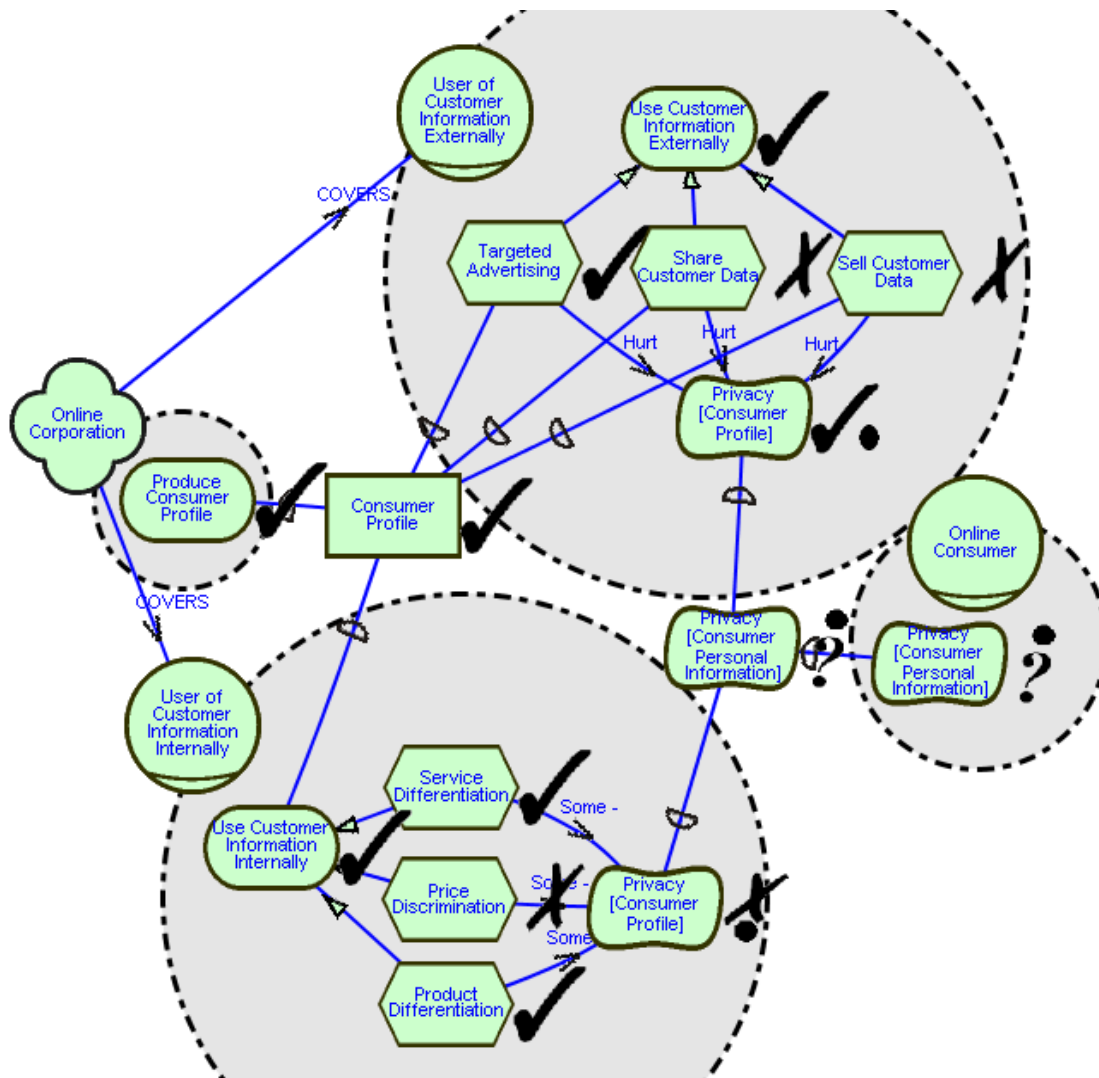 User of
Customer
Information
Externally
Use Customer
Information
Externally
COVERS
Targeted
Advertising
Share
Customer Data
Sell Customer
Data
Hurt
Hurt
Hurt
Privacy
[Consumer
Profile]
Online
Corporation
Produce
Consumer
Profile
Consumer
Profile
Online
Consumer
COVERS
Privacy
[Consumer
Personal
Information]
?
Privacy
[Consumer
Personal
Information]
?
User of
Customer
Information
Internally
Service
Differentiation
Some -
Use Customer
Information
Internally
Price
Discrimination
Some -
Privacy
[Consumer
Profile]
Some
Product
Differentiation